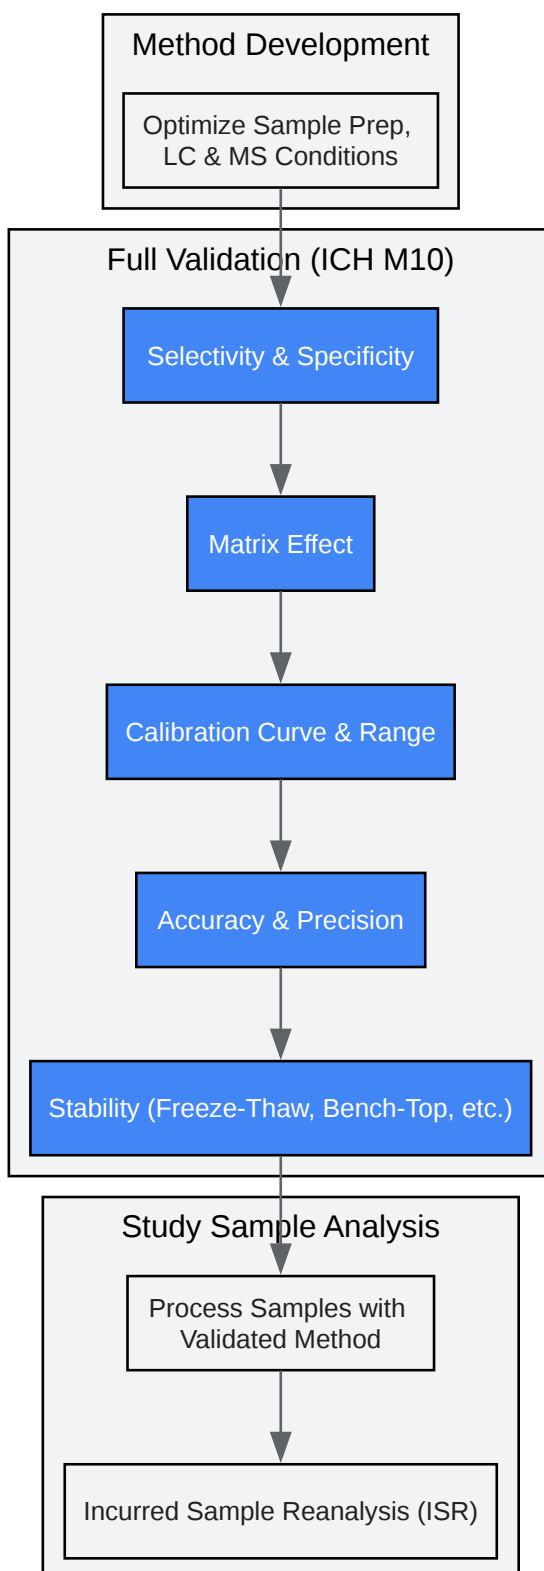 Method Development
Optimize Sample Prep,
LC & MS Conditions
Full Validation (ICH M10)
Selectivity & Specificity
Matrix Effect
Calibration Curve & Range
Accuracy & Precision
Stability (Freeze-Thaw, Bench-Top, etc.)
Study Sample Analysis
Process Samples with
Validated Method
Incurred Sample Reanalysis (ISR)